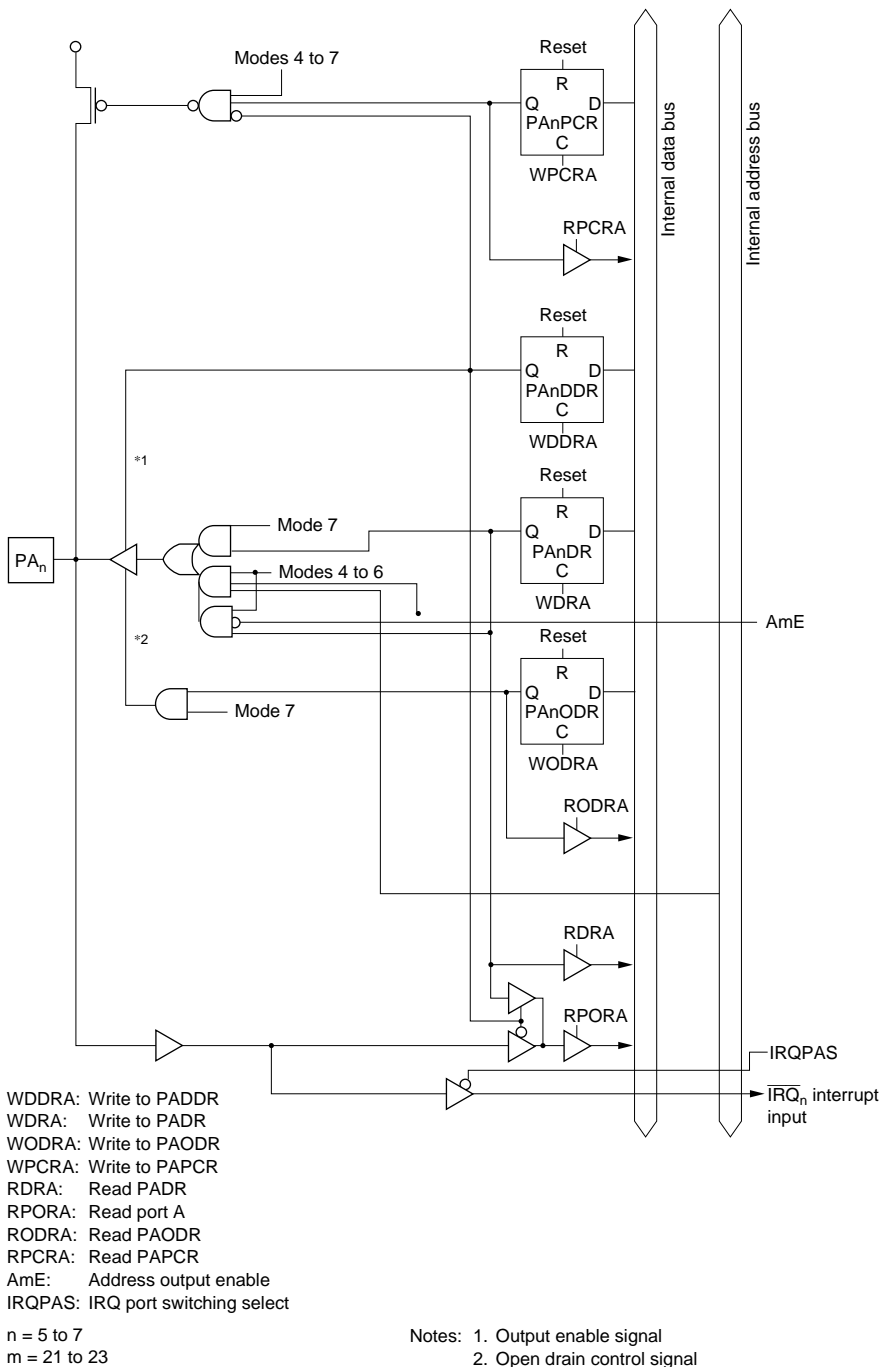 Modes 4 to 7
Reset
R
Q D
PAnPCR
C
WPCRA
Internal data bus
Internal address bus
RPCRA
Reset
R
Q D
PAnDDR
C
WDDRA
*1
Reset
R
Q D
PAnDR
C
WDRA
Mode 7
PAn
Modes 4 to 6
AmE
*2
Reset
R
Q D
PAnODR
C
WODRA
Mode 7
RODRA
RDRA
RPORA
IRQPAS
IRQn interrupt
input
WDDRA: Write to PADDR
WDRA: Write to PADR
WODRA: Write to PAODR
WPCRA: Write to PAPCR
RDRA: Read PADR
RPORA: Read port A
RODRA: Read PAODR
RPCRA: Read PAPCR
AmE: Address output enable
IRQPAS: IRQ port switching select
n = 5 to 7
m = 21 to 23
Notes: 1. Output enable signal
2. Open drain control signal